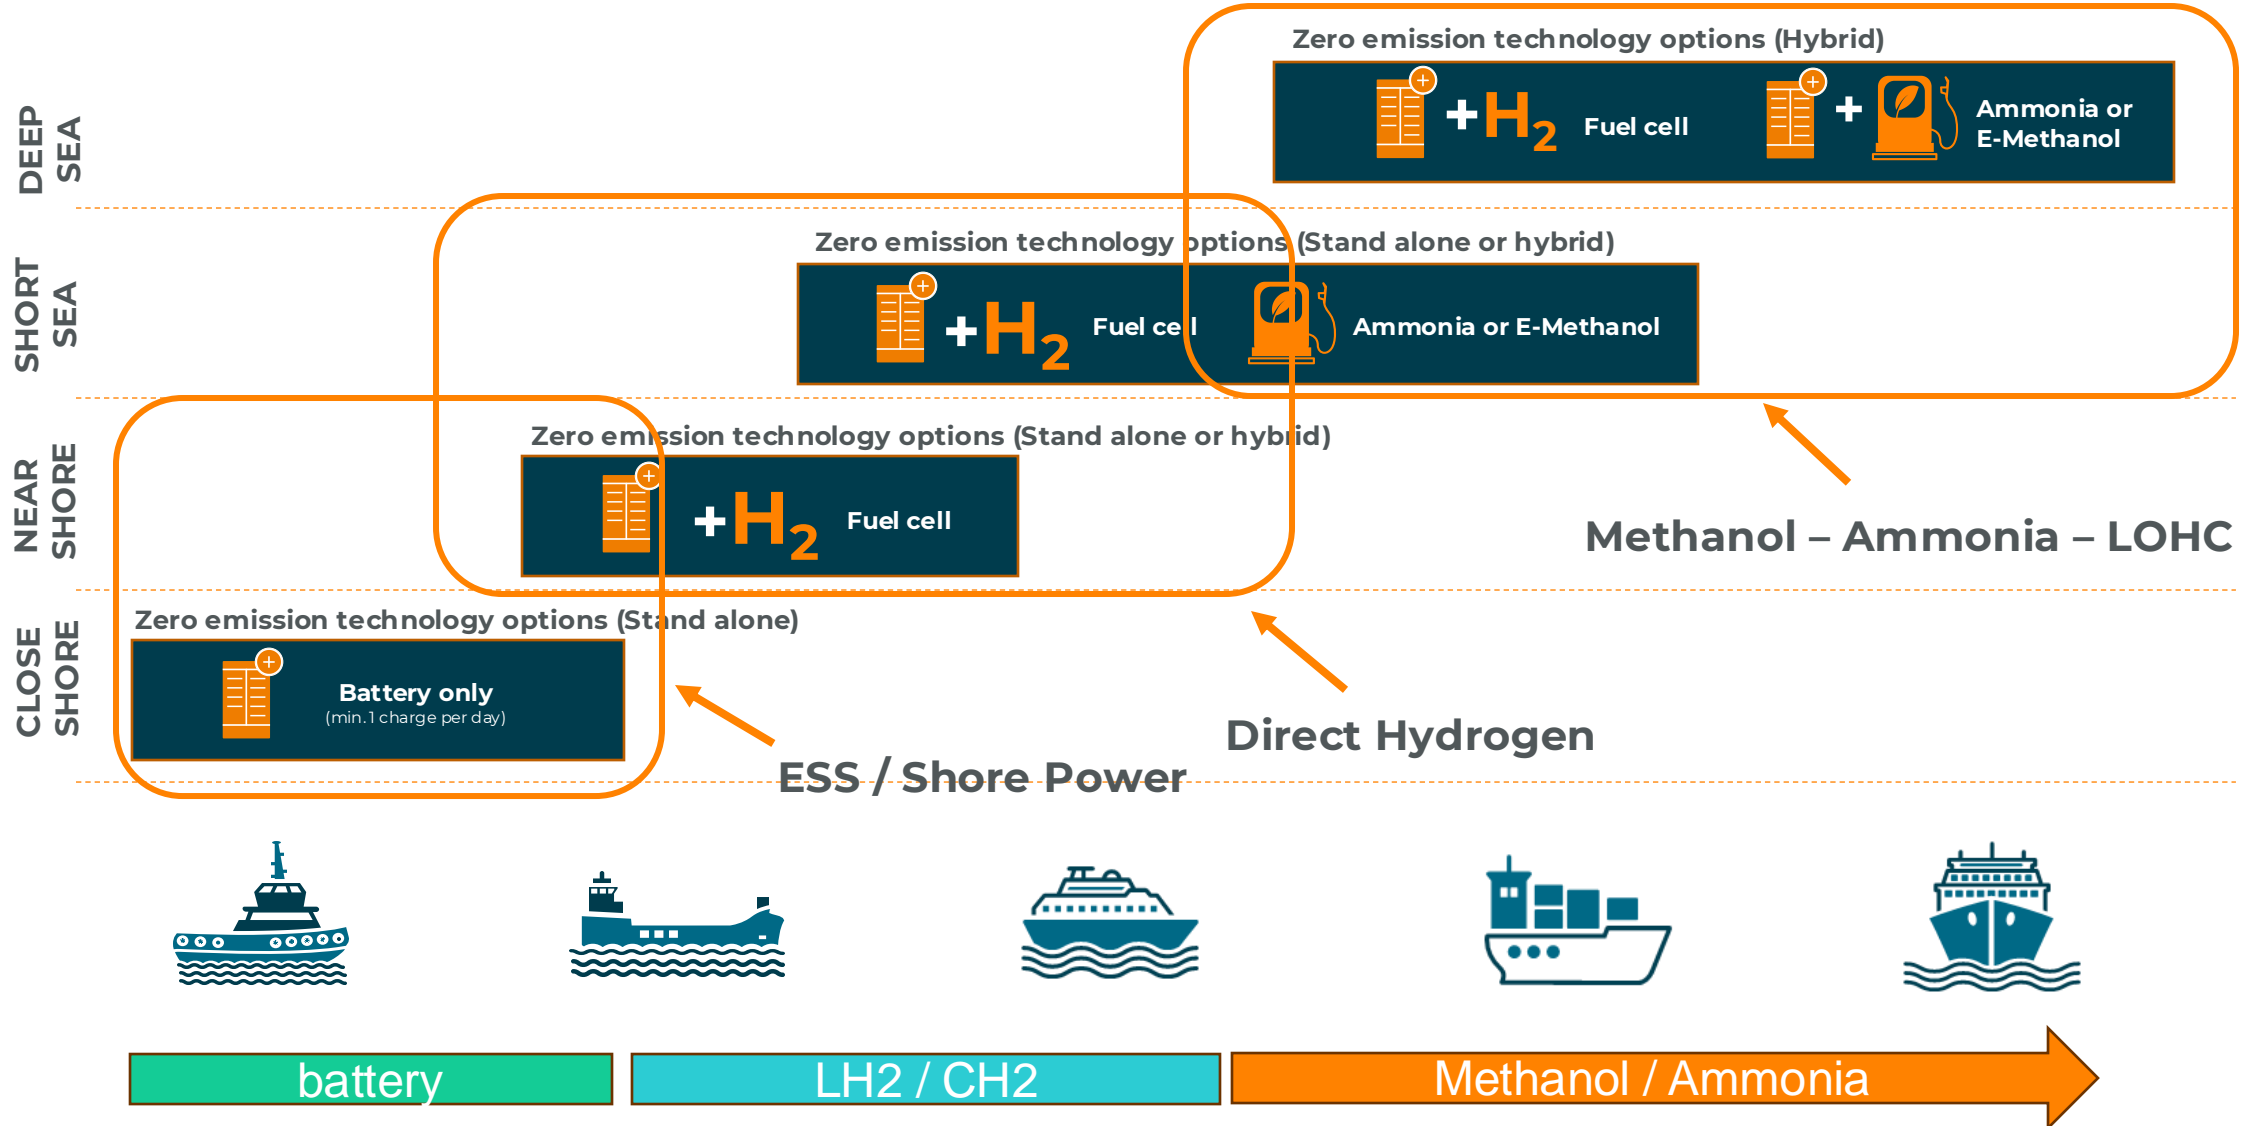 DEEP
SEA
Zero emission technology options (Hybrid)
+
+ H2 Fuel cell
+
+
Ammonia or
E-Methanol
SHORT
SEA
Zero emission technology options (Stand alone or hybrid)
+
+ H2 Fuel cell
Ammonia or E-Methanol
NEAR
SHORE
Zero emission technology options (Stand alone or hybrid)
+
+ H2 Fuel cell
Methanol – Ammonia – LOHC
CLOSE
SHORE
Zero emission technology options (Stand alone)
+
Battery only
(min. 1 charge per day)
Direct Hydrogen
ESS / Shore Power
battery
LH2 / CH2
Methanol / Ammonia